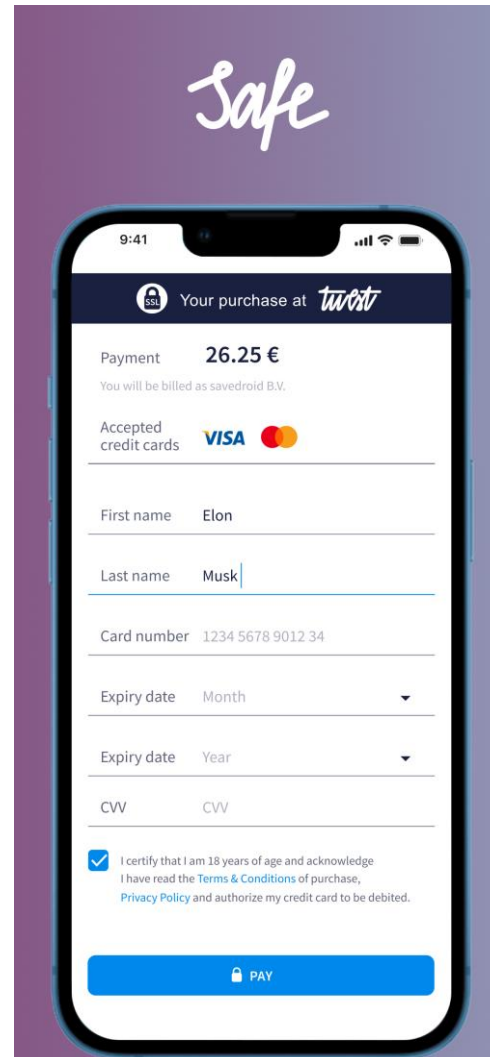 Safe
9:41
SSL Your purchase at twest
Payment 26.25 €
You will be billed as savedroid B.V.
Accepted
credit cards VISA
First name Elon
Last name Musk
Card number 1234 5678 9012 34
Expiry date Month
Expiry date Year
CVV CVV
I certify that I am 18 years of age and acknowledge
I have read the Terms & Conditions of purchase,
Privacy Policy and authorize my credit card to be debited.
PAY